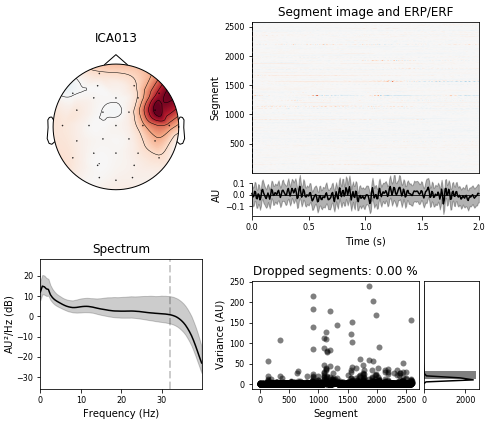 ICA013
Segment image and ERP/ERF
2500
2000
1500
1000
500
Segment
0.1
0.0
−0.1
AU
0.0 0.5 1.0 1.5 2.0
Time (s)
Spectrum
20
10
0
−10
−20
−30
AU²/Hz (dB)
0 10 20 30
Frequency (Hz)
Dropped segments: 0.00 %
250
200
150
100
50
0
Variance (AU)
0 500 1000 1500 2000 2500
Segment
0 2000